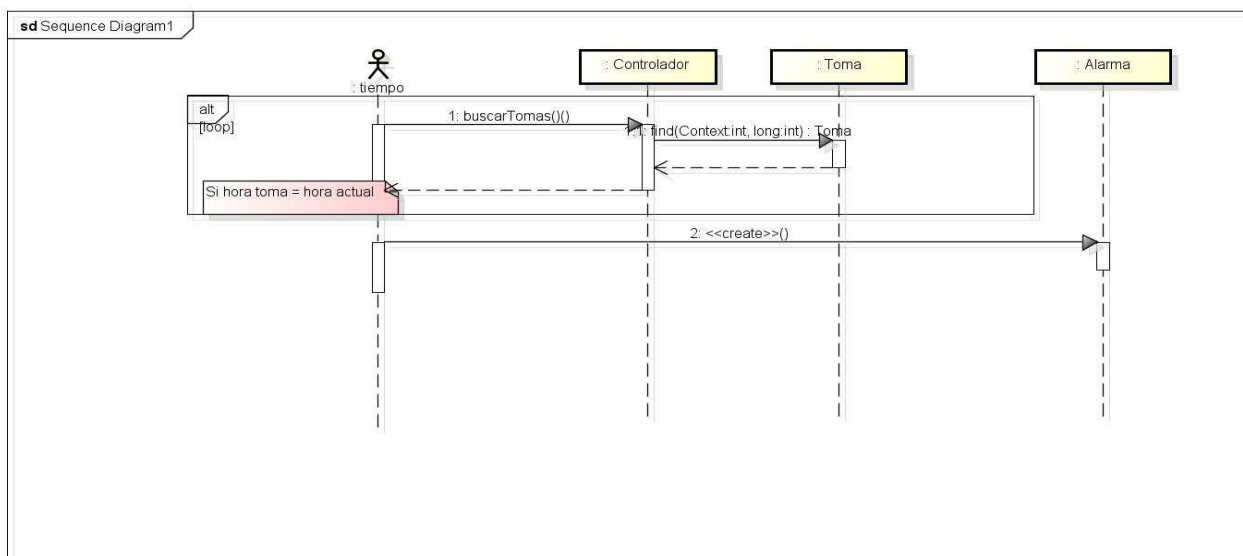 sd Sequence Diagram1
: Controlador
: Toma
: Alarma
: tiempo
alt
[loop]
1: buscarTomas()()
1.1: find(Context:int, long:int) : Toma
Si hora toma = hora actual
2: <<create>>()